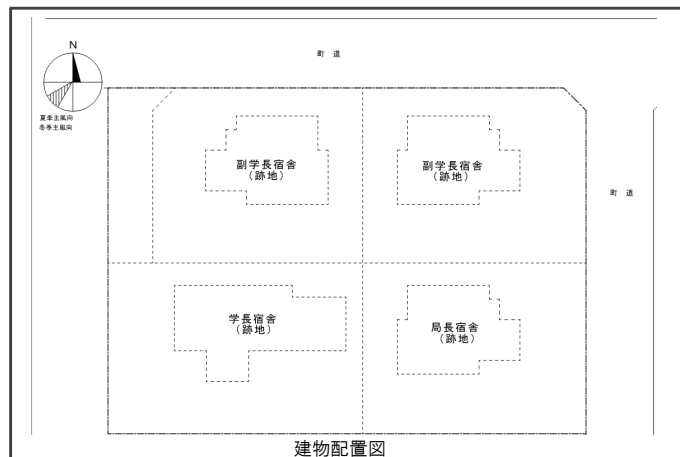 N
町 道
夏季主風向
冬季主風向
副学長宿舎
(跡地)
副学長宿舎
(跡地)
町 道
学長宿舎
(跡地)
局長宿舎
(跡地)
建物配置図